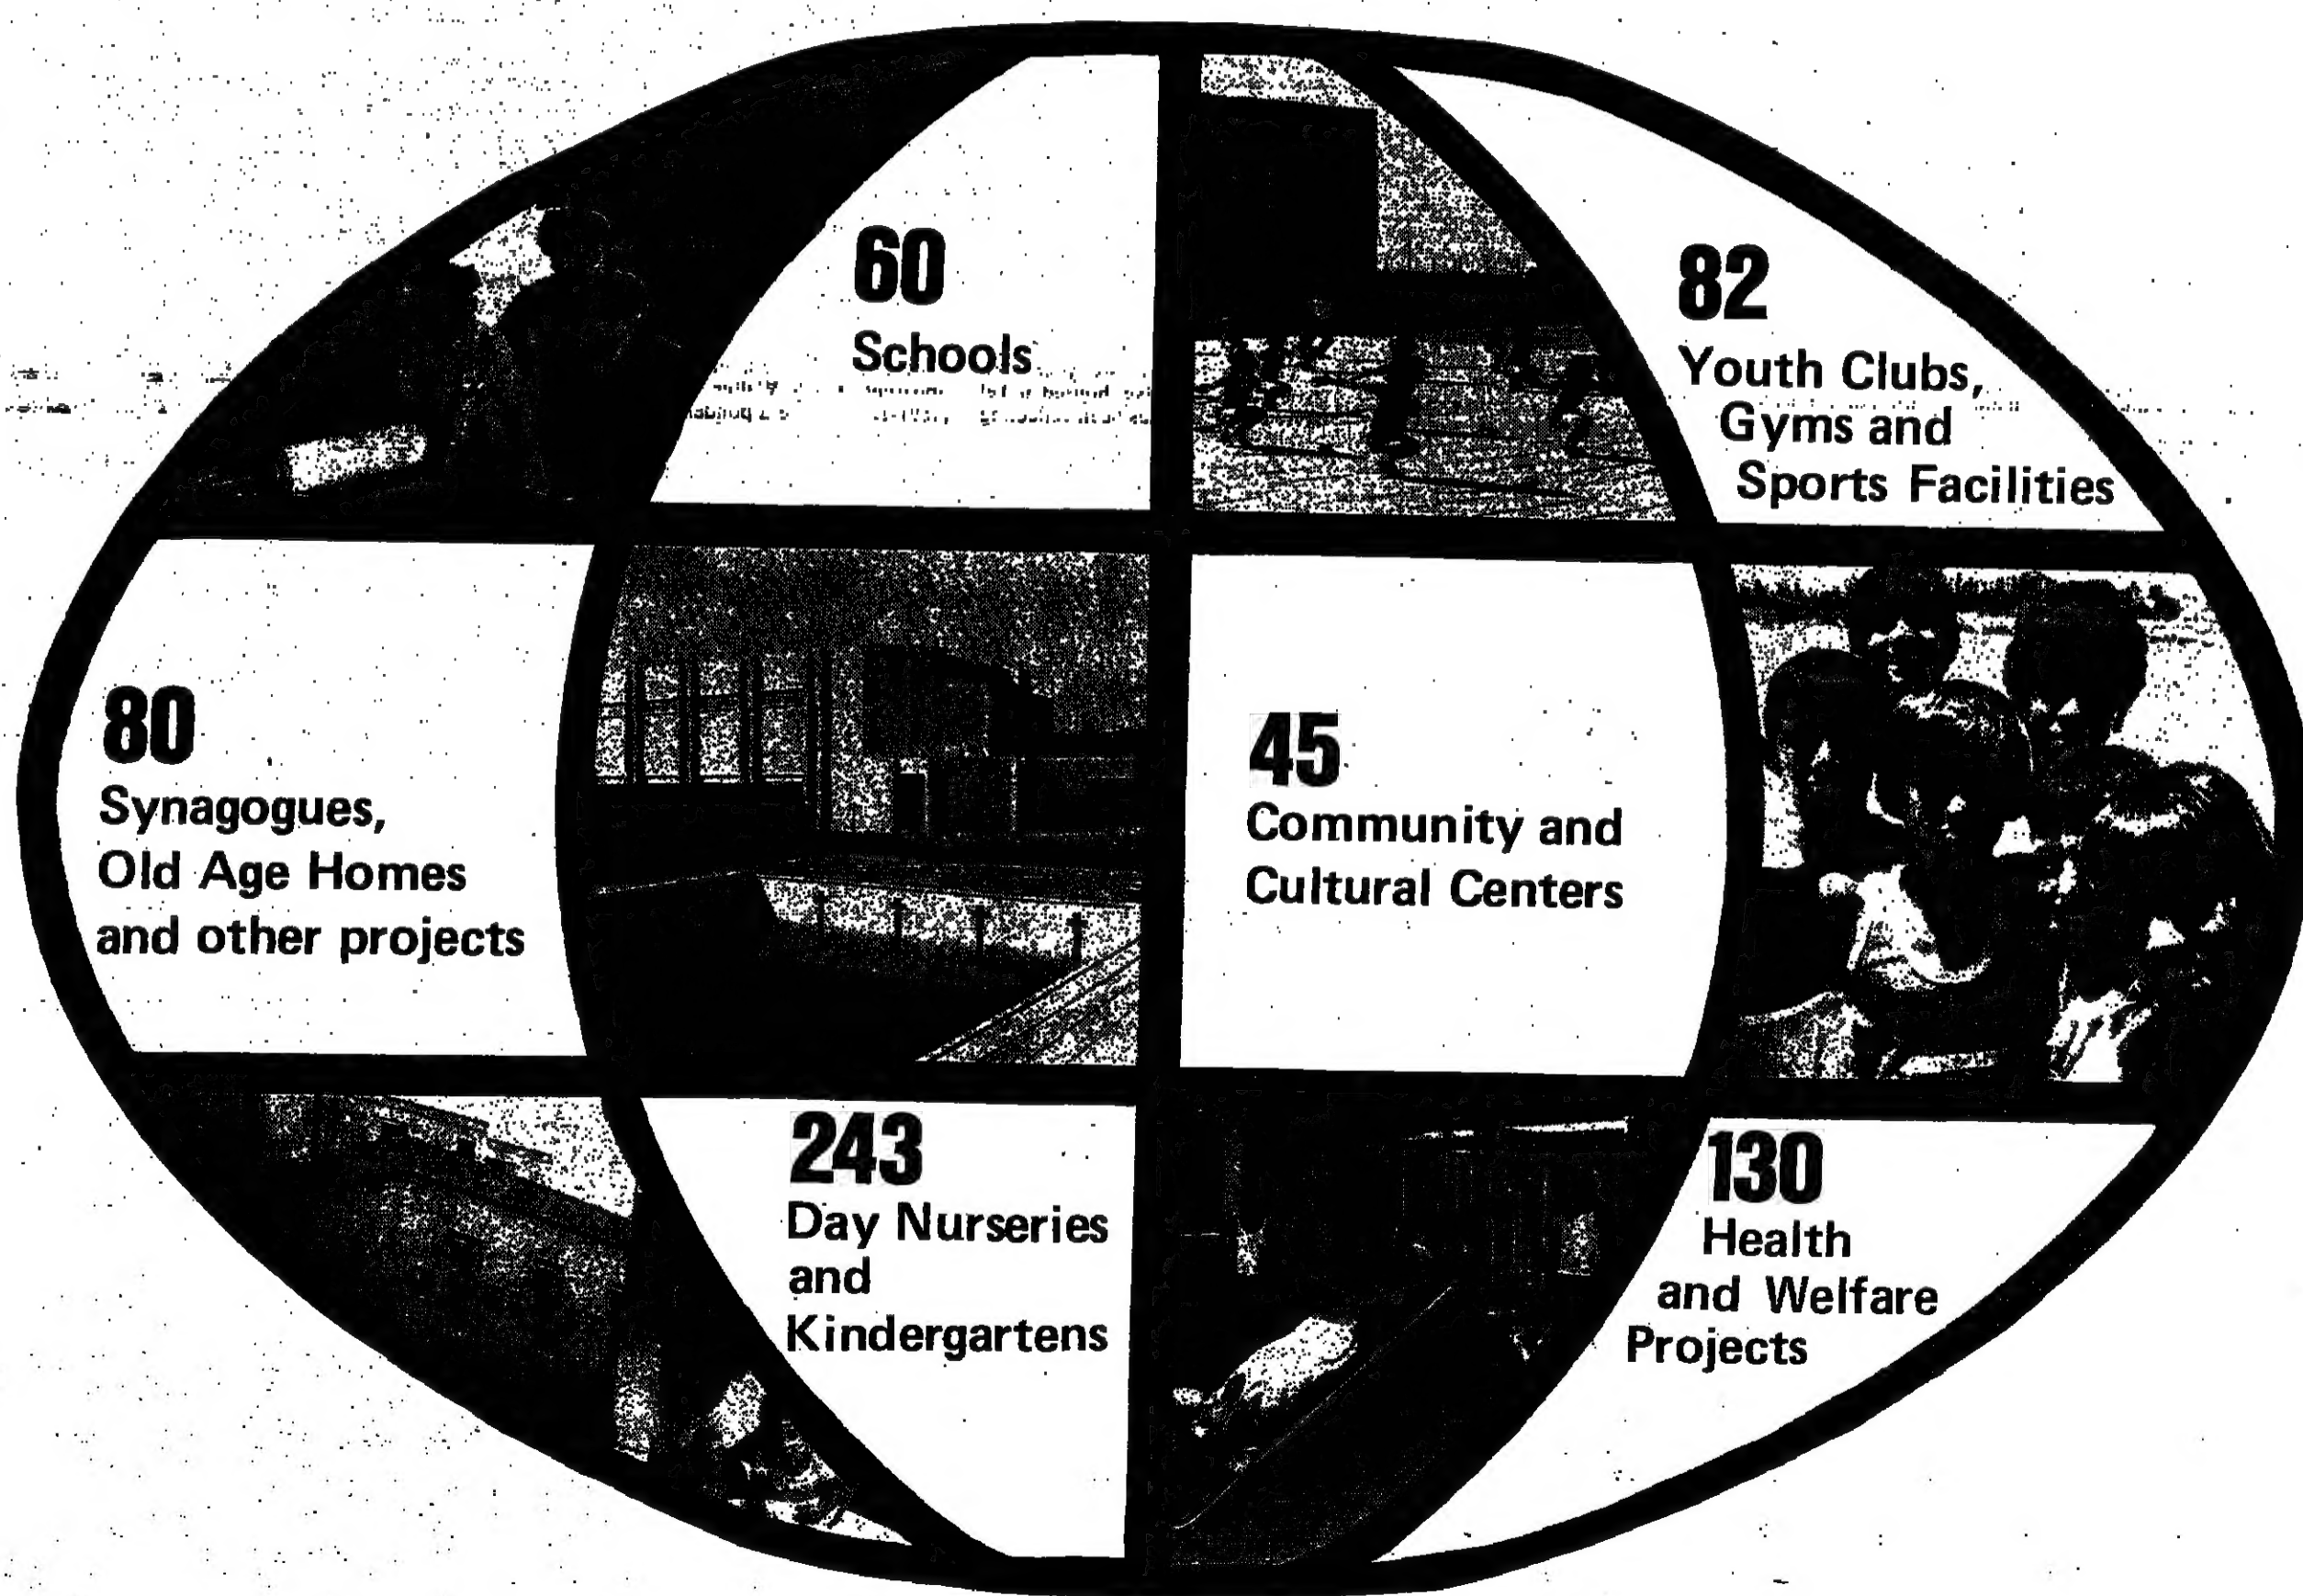 60
Schools
82
Youth Clubs,
Gyms and
Sports Facilities
80
Synagogues,
Old Age Homes
and other projects
45
Community and
Cultural Centers
243
Day Nurseries
and
Kindergartens
130
Health
and Welfare
Projects